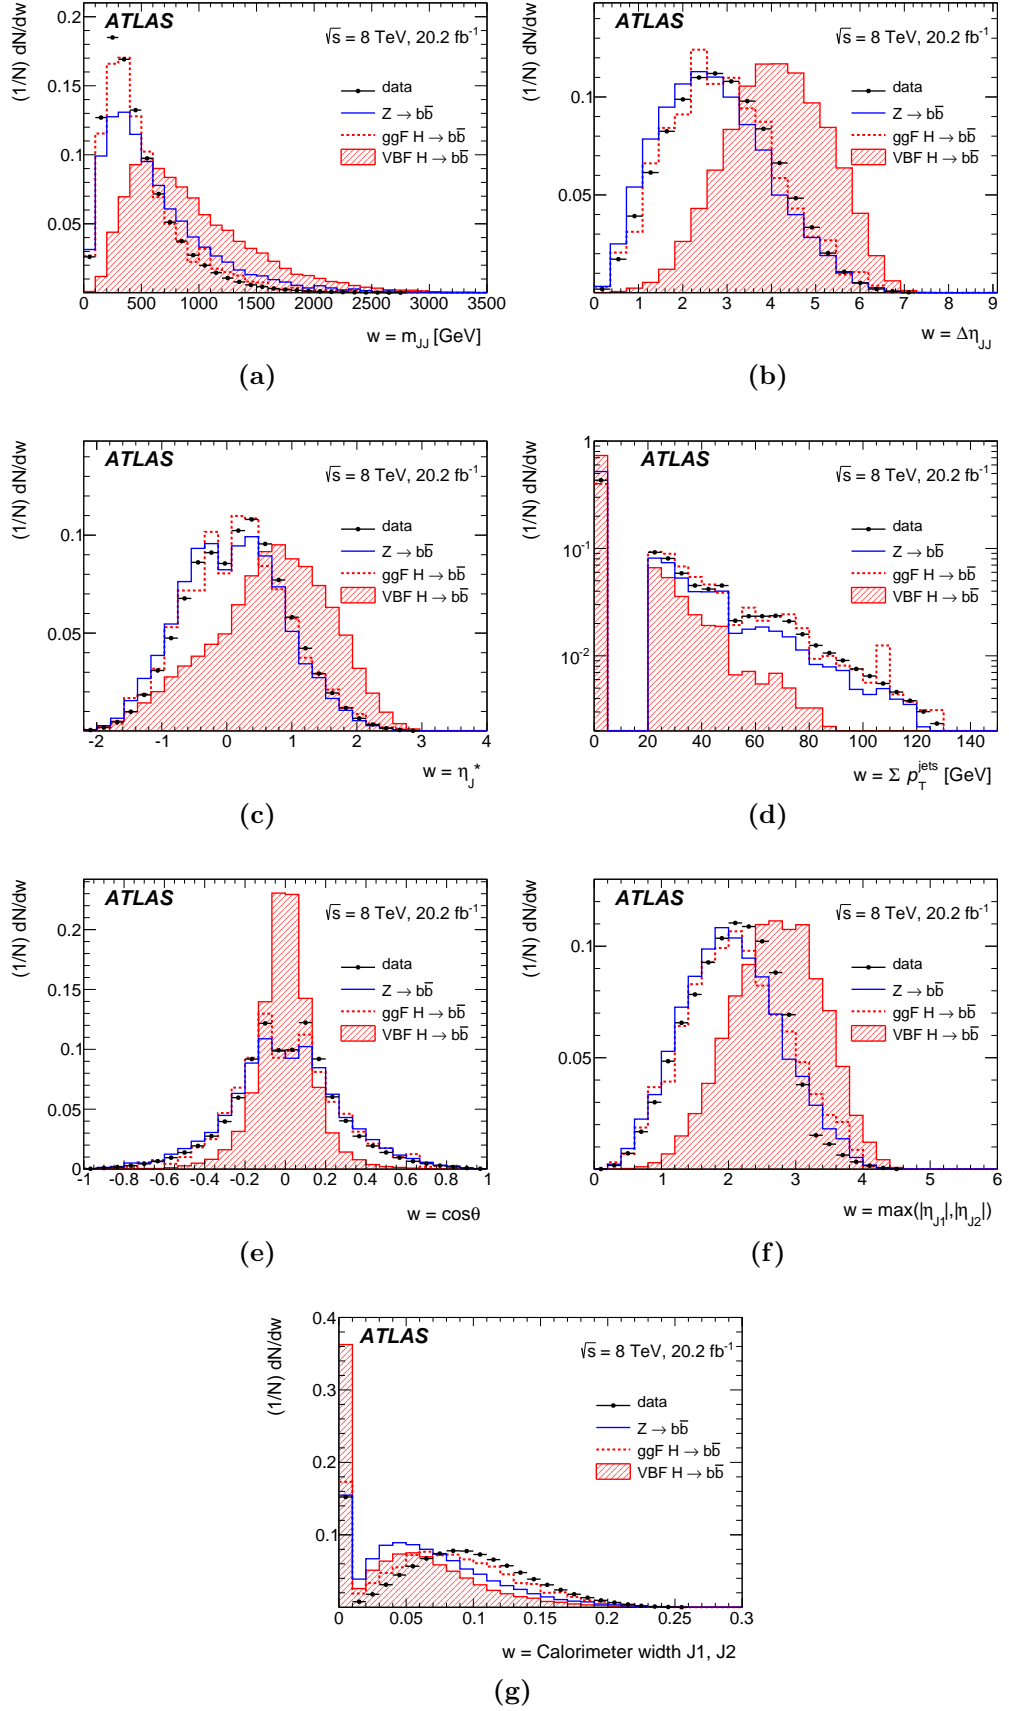 (1/N) dN/dw
0.2
0.15
0.1
0.05
ATLAS
√s = 8 TeV, 20.2 fb⁻¹
data
Z → bb̅
ggF H → bb̅
VBF H → bb̅
0 500 1000 1500 2000 2500 3000 3500
w = m_JJ [GeV]
(a)
(1/N) dN/dw
0.1
0.05
ATLAS
√s = 8 TeV, 20.2 fb⁻¹
data
Z → bb̅
ggF H → bb̅
VBF H → bb̅
0 1 2 3 4 5 6 7 8 9
w = Δη_JJ
(b)
(1/N) dN/dw
0.1
0.05
ATLAS
√s = 8 TeV, 20.2 fb⁻¹
data
Z → bb̅
ggF H → bb̅
VBF H → bb̅
-2 -1 0 1 2 3 4
w = η_J*
(c)
(1/N) dN/dw
1
10⁻¹
10⁻²
ATLAS
√s = 8 TeV, 20.2 fb⁻¹
data
Z → bb̅
ggF H → bb̅
VBF H → bb̅
0 20 40 60 80 100 120 140
w = Σ p_T^jets [GeV]
(d)
(1/N) dN/dw
0.2
0.15
0.1
0.05
0
ATLAS
√s = 8 TeV, 20.2 fb⁻¹
data
Z → bb̅
ggF H → bb̅
VBF H → bb̅
-1 -0.8 -0.6 -0.4 -0.2 0 0.2 0.4 0.6 0.8 1
w = cosθ
(e)
(1/N) dN/dw
0.1
0.05
ATLAS
√s = 8 TeV, 20.2 fb⁻¹
data
Z → bb̅
ggF H → bb̅
VBF H → bb̅
0 1 2 3 4 5 6
w = max(|η_J1|,|η_J2|)
(f)
(1/N) dN/dw
0.4
0.4
0.2
0.1
ATLAS
√s = 8 TeV, 20.2 fb⁻¹
data
Z → bb̅
ggF H → bb̅
VBF H → bb̅
0 0.05 0.1 0.15 0.2 0.25 0.3
w = Calorimeter width J1, J2
(g)